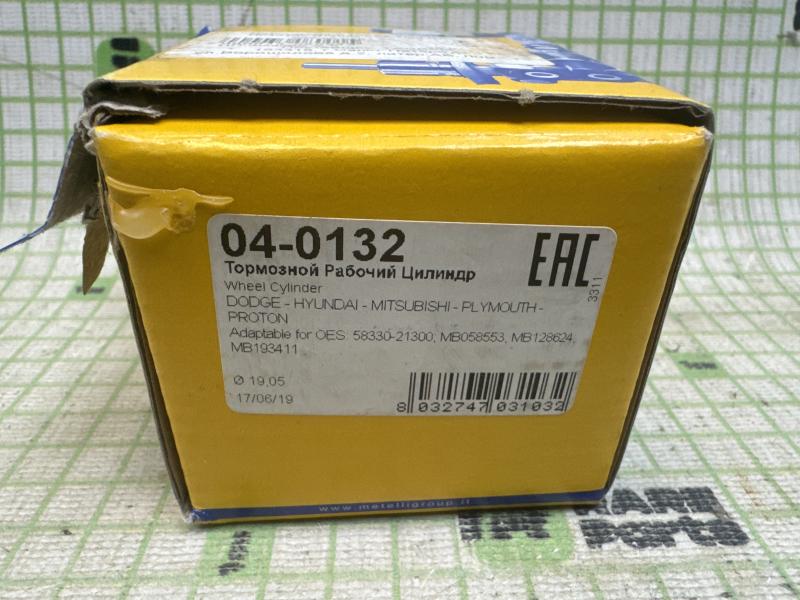 04-0132
EAC
Тормозной Рабочий Цилиндр
Wheel Cylinder
3311
DODGE - HYUNDAI - MITSUBISHI - PLYMOUTH -
PROTON
Adaptable for OES: 58330-21300, MB058553, MB128624,
MB193411
Ø 19,05
17/06/19
8 032747 031032
www.metelligroup.it
Parts